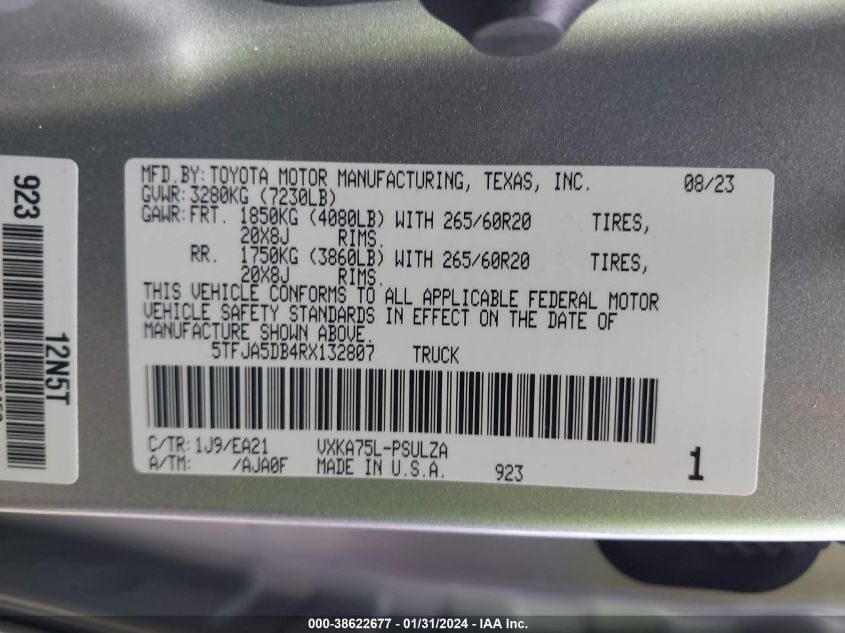 MFD.BY: TOYOTA MOTOR MANUFACTURING, TEXAS, INC. 08/23
GVWR: 3280KG (7230LB)
GAWR: FRT. 1850KG (4080LB) WITH 265/60R20 TIRES,
20X8J RIMS.
RR. 1750KG (3860LB) WITH 265/60R20 TIRES,
20X8J RIMS.
THIS VEHICLE CONFORMS TO ALL APPLICABLE FEDERAL MOTOR
VEHICLE SAFETY STANDARDS IN EFFECT ON THE DATE OF
MANUFACTURE SHOWN ABOVE.
5TFJA5DB4RX132807 TRUCK
C/TR: 1J9/EA21 VXKA75L-PSULZA
A/TM: /AJA0F MADE IN U.S.A. 923 1
923
12N5T
000-38622677 - 01/31/2024 - IAA, Inc.